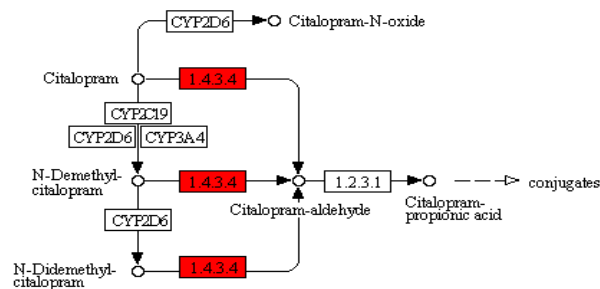 CYP2D6
Citalopram-N-oxide
Citalopram
1.4.3.4
CYP2C19
CYP2D6 CYP3A4
N-Demethyl-
citalopram
1.4.3.4
1.2.3.1
conjugates
Citalopram-aldehyde
Citalopram-
propionic acid
CYP2D6
N-Didemethyl-
citalopram
1.4.3.4